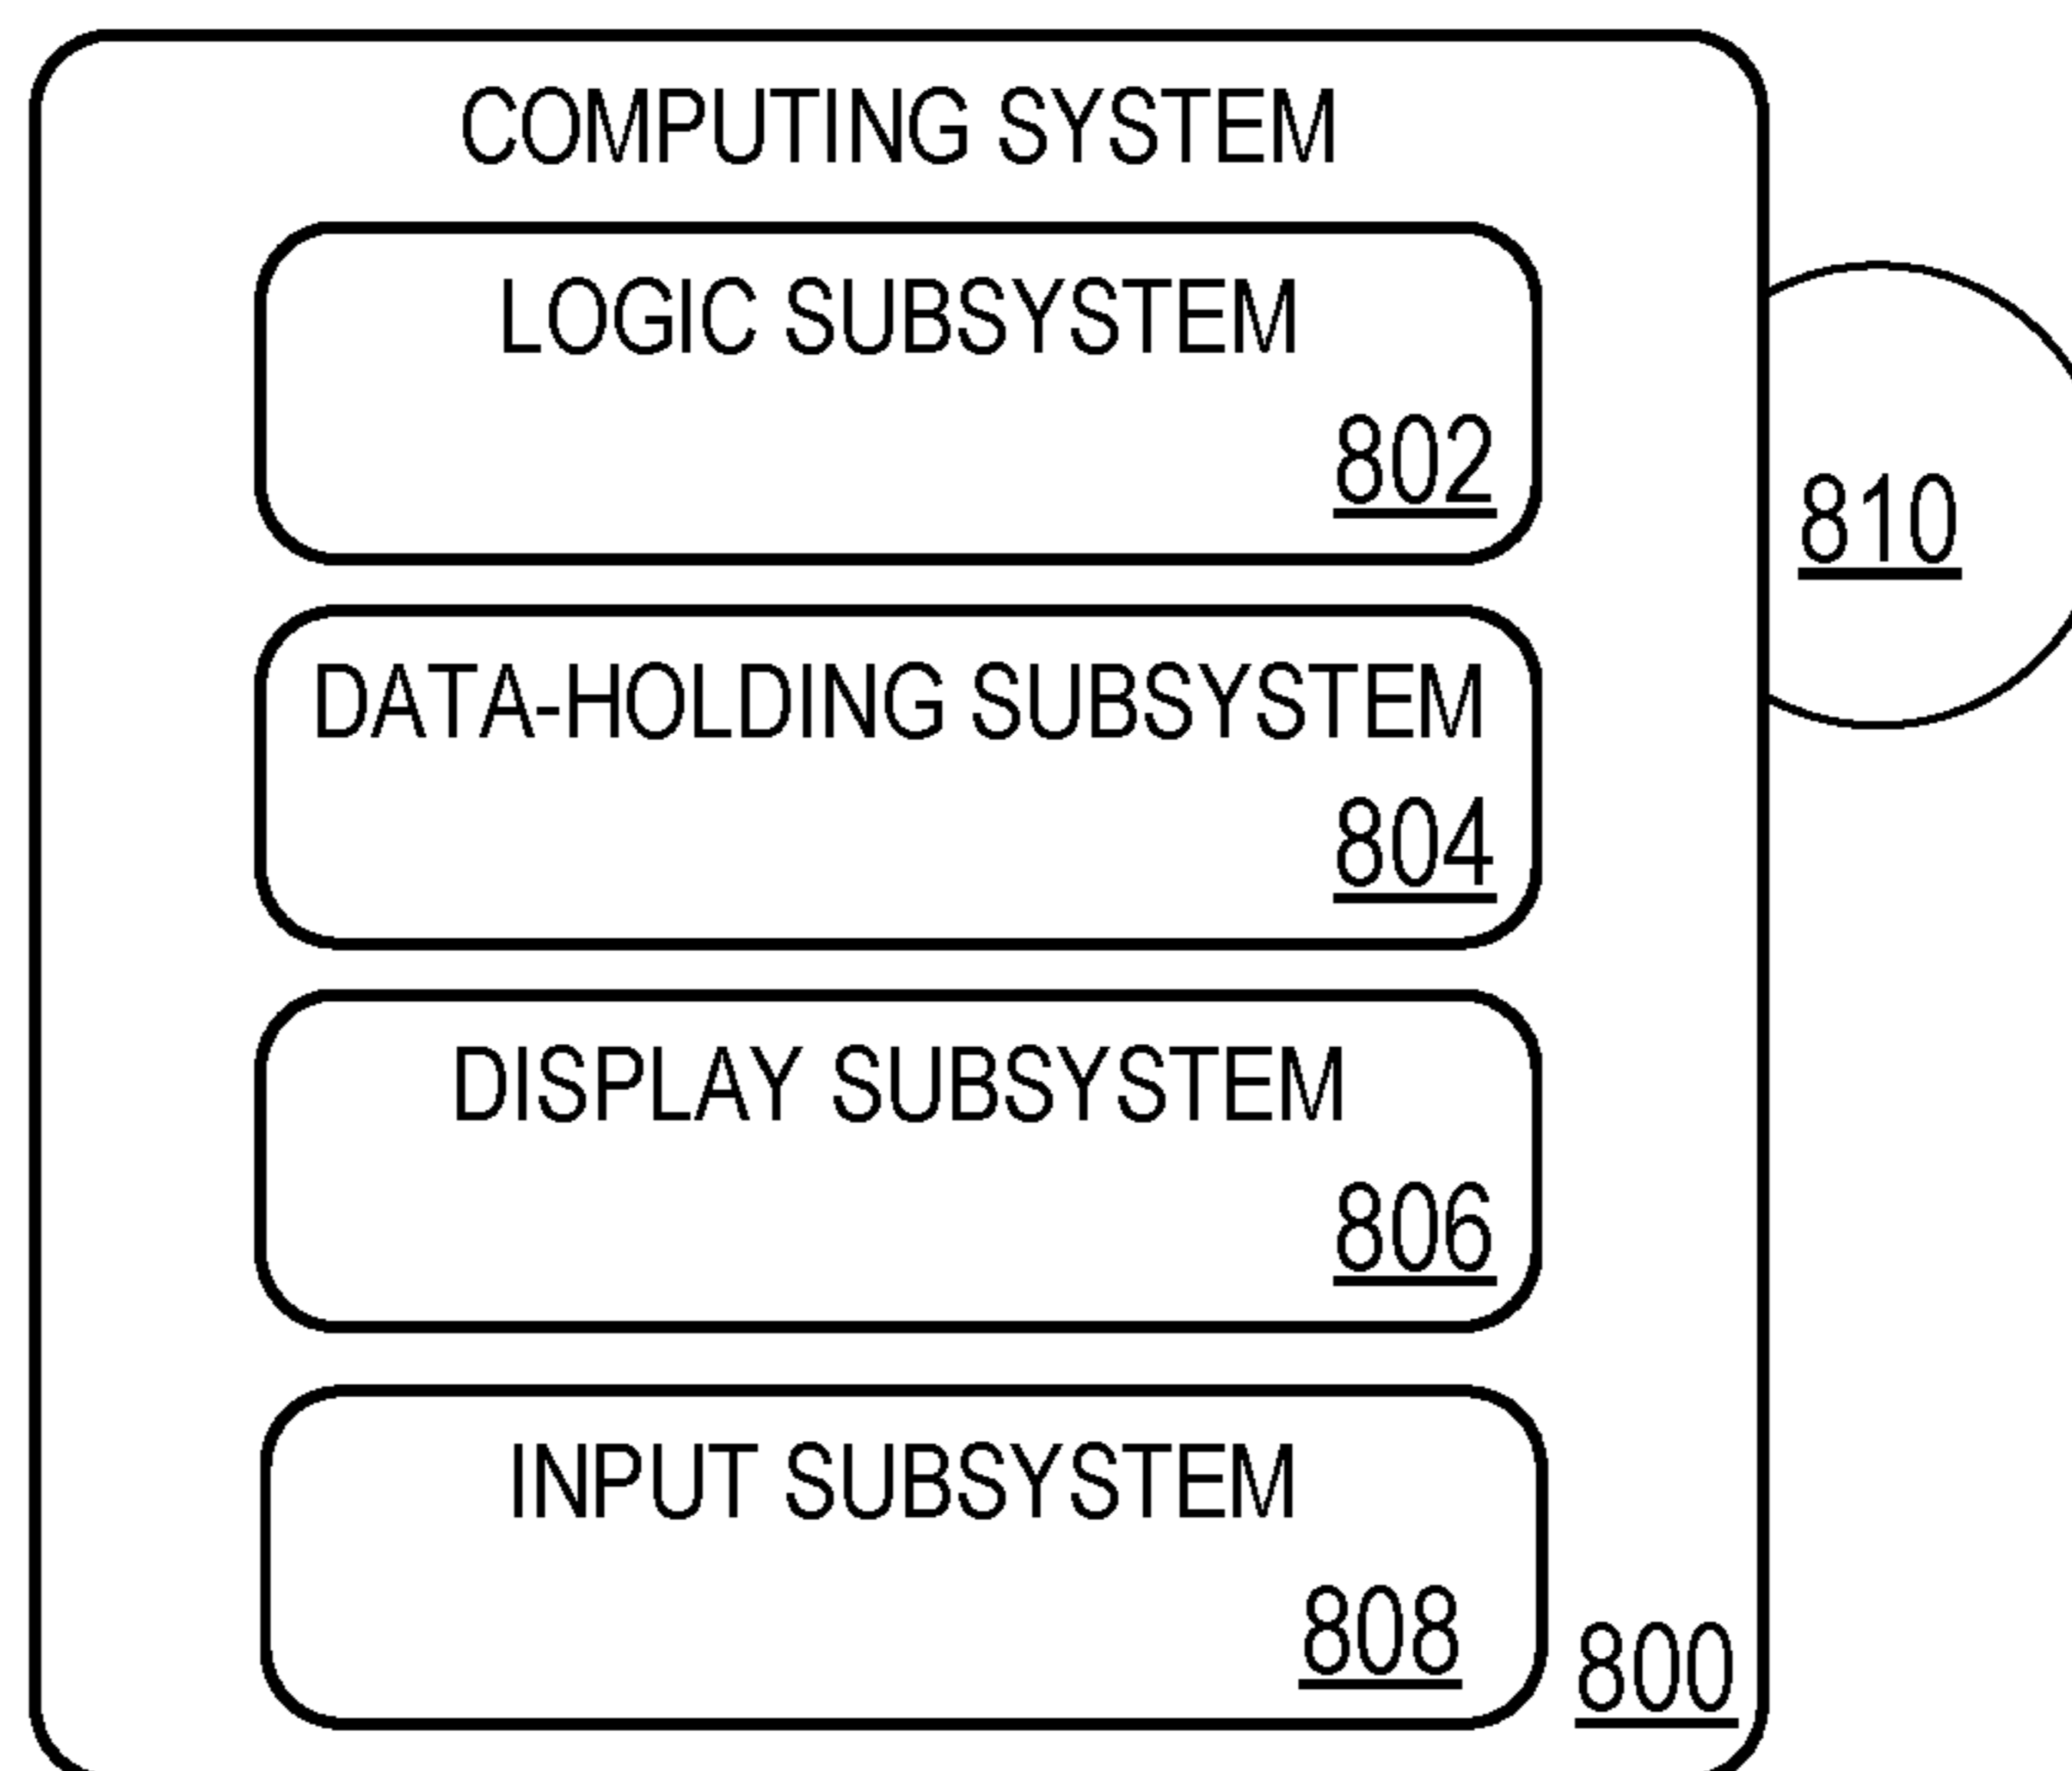 COMPUTING SYSTEM
LOGIC SUBSYSTEM
802
810
DATA-HOLDING SUBSYSTEM
804
DISPLAY SUBSYSTEM
806
INPUT SUBSYSTEM
808
800